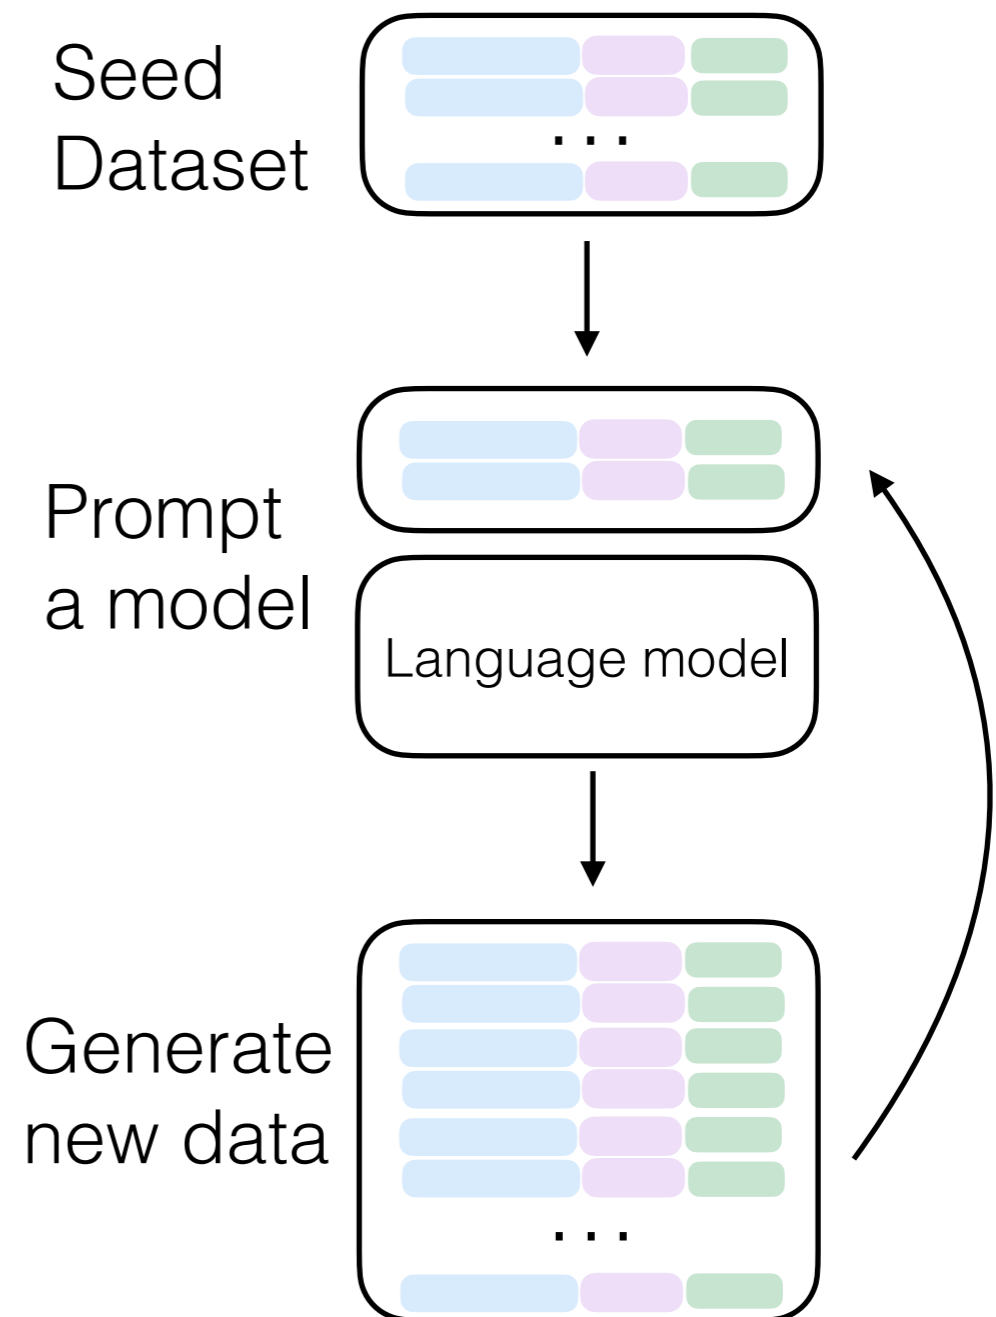 Seed
Dataset
. . .
Prompt
a model
Language model
Generate
new data
. . .